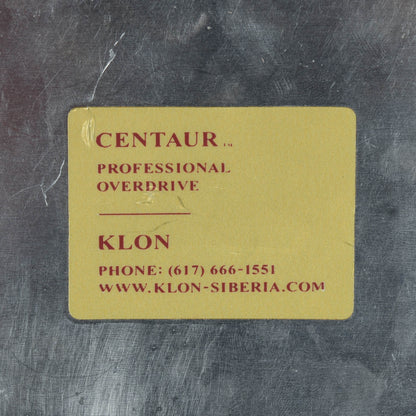 CENTAUR ™
PROFESSIONAL
OVERDRIVE
KLON
PHONE: (617) 666-1551
WWW.KLON-SIBERIA.COM